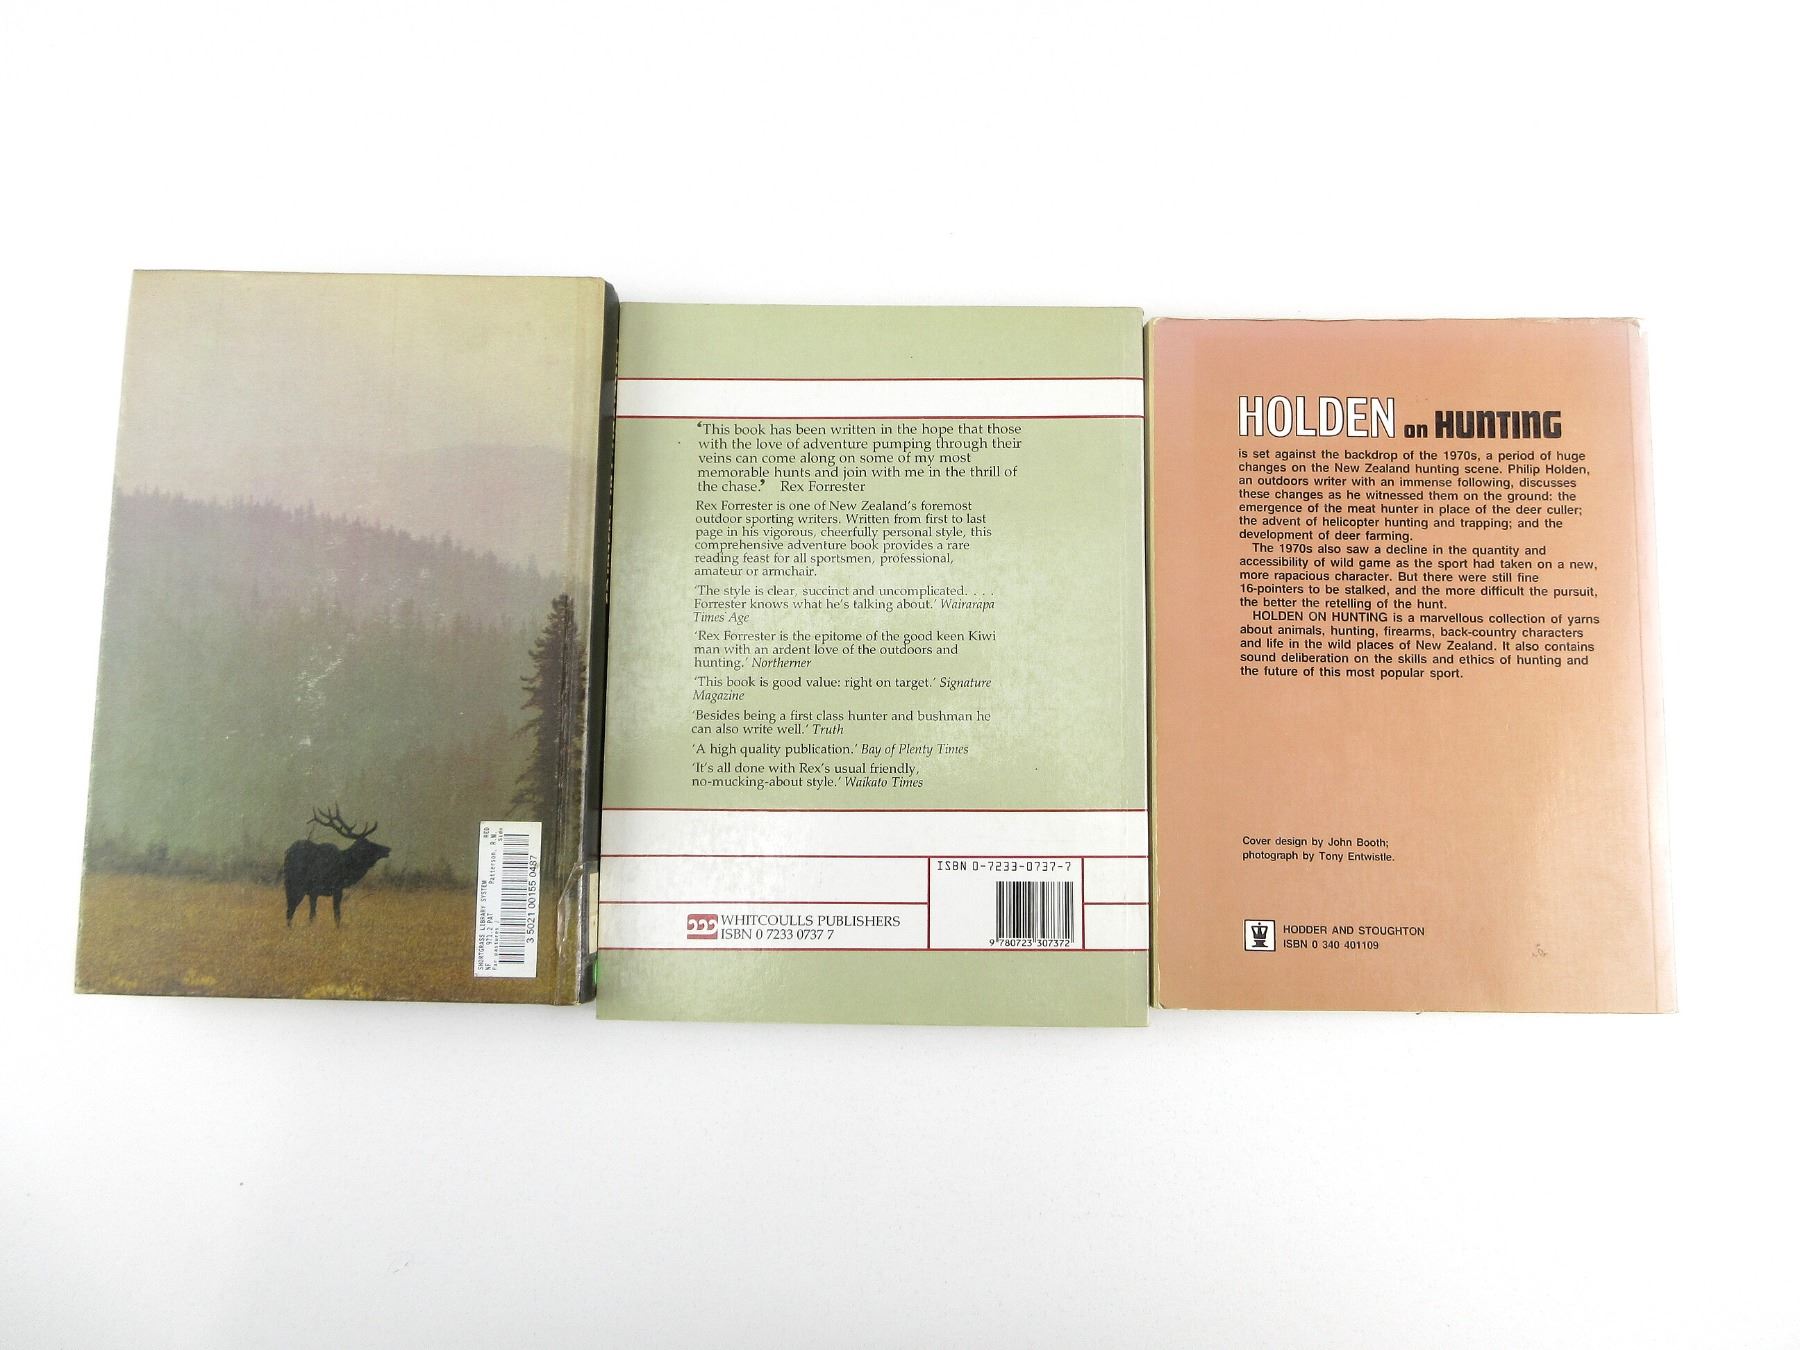 SHORTGRASS LIBRARY SYSTEM RED
NF 971.2 PAT Patterson, R.M.
Far pastures /
3 5021 00155 0487
'This book has been written in the hope that those
with the love of adventure pumping through their
veins can come along on some of my most
memorable hunts and join with me in the thrill of
the chase.' Rex Forrester
Rex Forrester is one of New Zealand's foremost
outdoor sporting writers. Written from first to last
page in his vigorous, cheerfully personal style, this
comprehensive adventure book provides a rare
reading feast for all sportsmen, professional,
amateur or armchair.
'The style is clear, succinct and uncomplicated. . . .
Forrester knows what he's talking about.' Wairarapa
Times Age
'Rex Forrester is the epitome of the good keen Kiwi
man with an ardent love of the outdoors and
hunting.' Northerner
'This book is good value: right on target.' Signature
Magazine
'Besides being a first class hunter and bushman he
can also write well.' Truth
'A high quality publication.' Bay of Plenty Times
'It's all done with Rex's usual friendly,
no-mucking-about style.' Waikato Times
ISBN 0-7233-0737-7
WHITCOULLS PUBLISHERS
ISBN 0 7233 0737 7
9 780723 307372
HOLDEN on HUNTING
is set against the backdrop of the 1970s, a period of huge
changes on the New Zealand hunting scene. Philip Holden,
an outdoors writer with an immense following, discusses
these changes as he witnessed them on the ground: the
emergence of the meat hunter in place of the deer culler;
the advent of helicopter hunting and trapping; and the
development of deer farming.
The 1970s also saw a decline in the quantity and
accessibility of wild game as the sport had taken on a new,
more rapacious character. But there were still fine
16-pointers to be stalked, and the more difficult the pursuit,
the better the retelling of the hunt.
HOLDEN ON HUNTING is a marvellous collection of yarns
about animals, hunting, firearms, back-country characters
and life in the wild places of New Zealand. It also contains
sound deliberation on the skills and ethics of hunting and
the future of this most popular sport.
Cover design by John Booth;
photograph by Tony Entwistle.
HODDER AND STOUGHTON
ISBN 0 340 401109